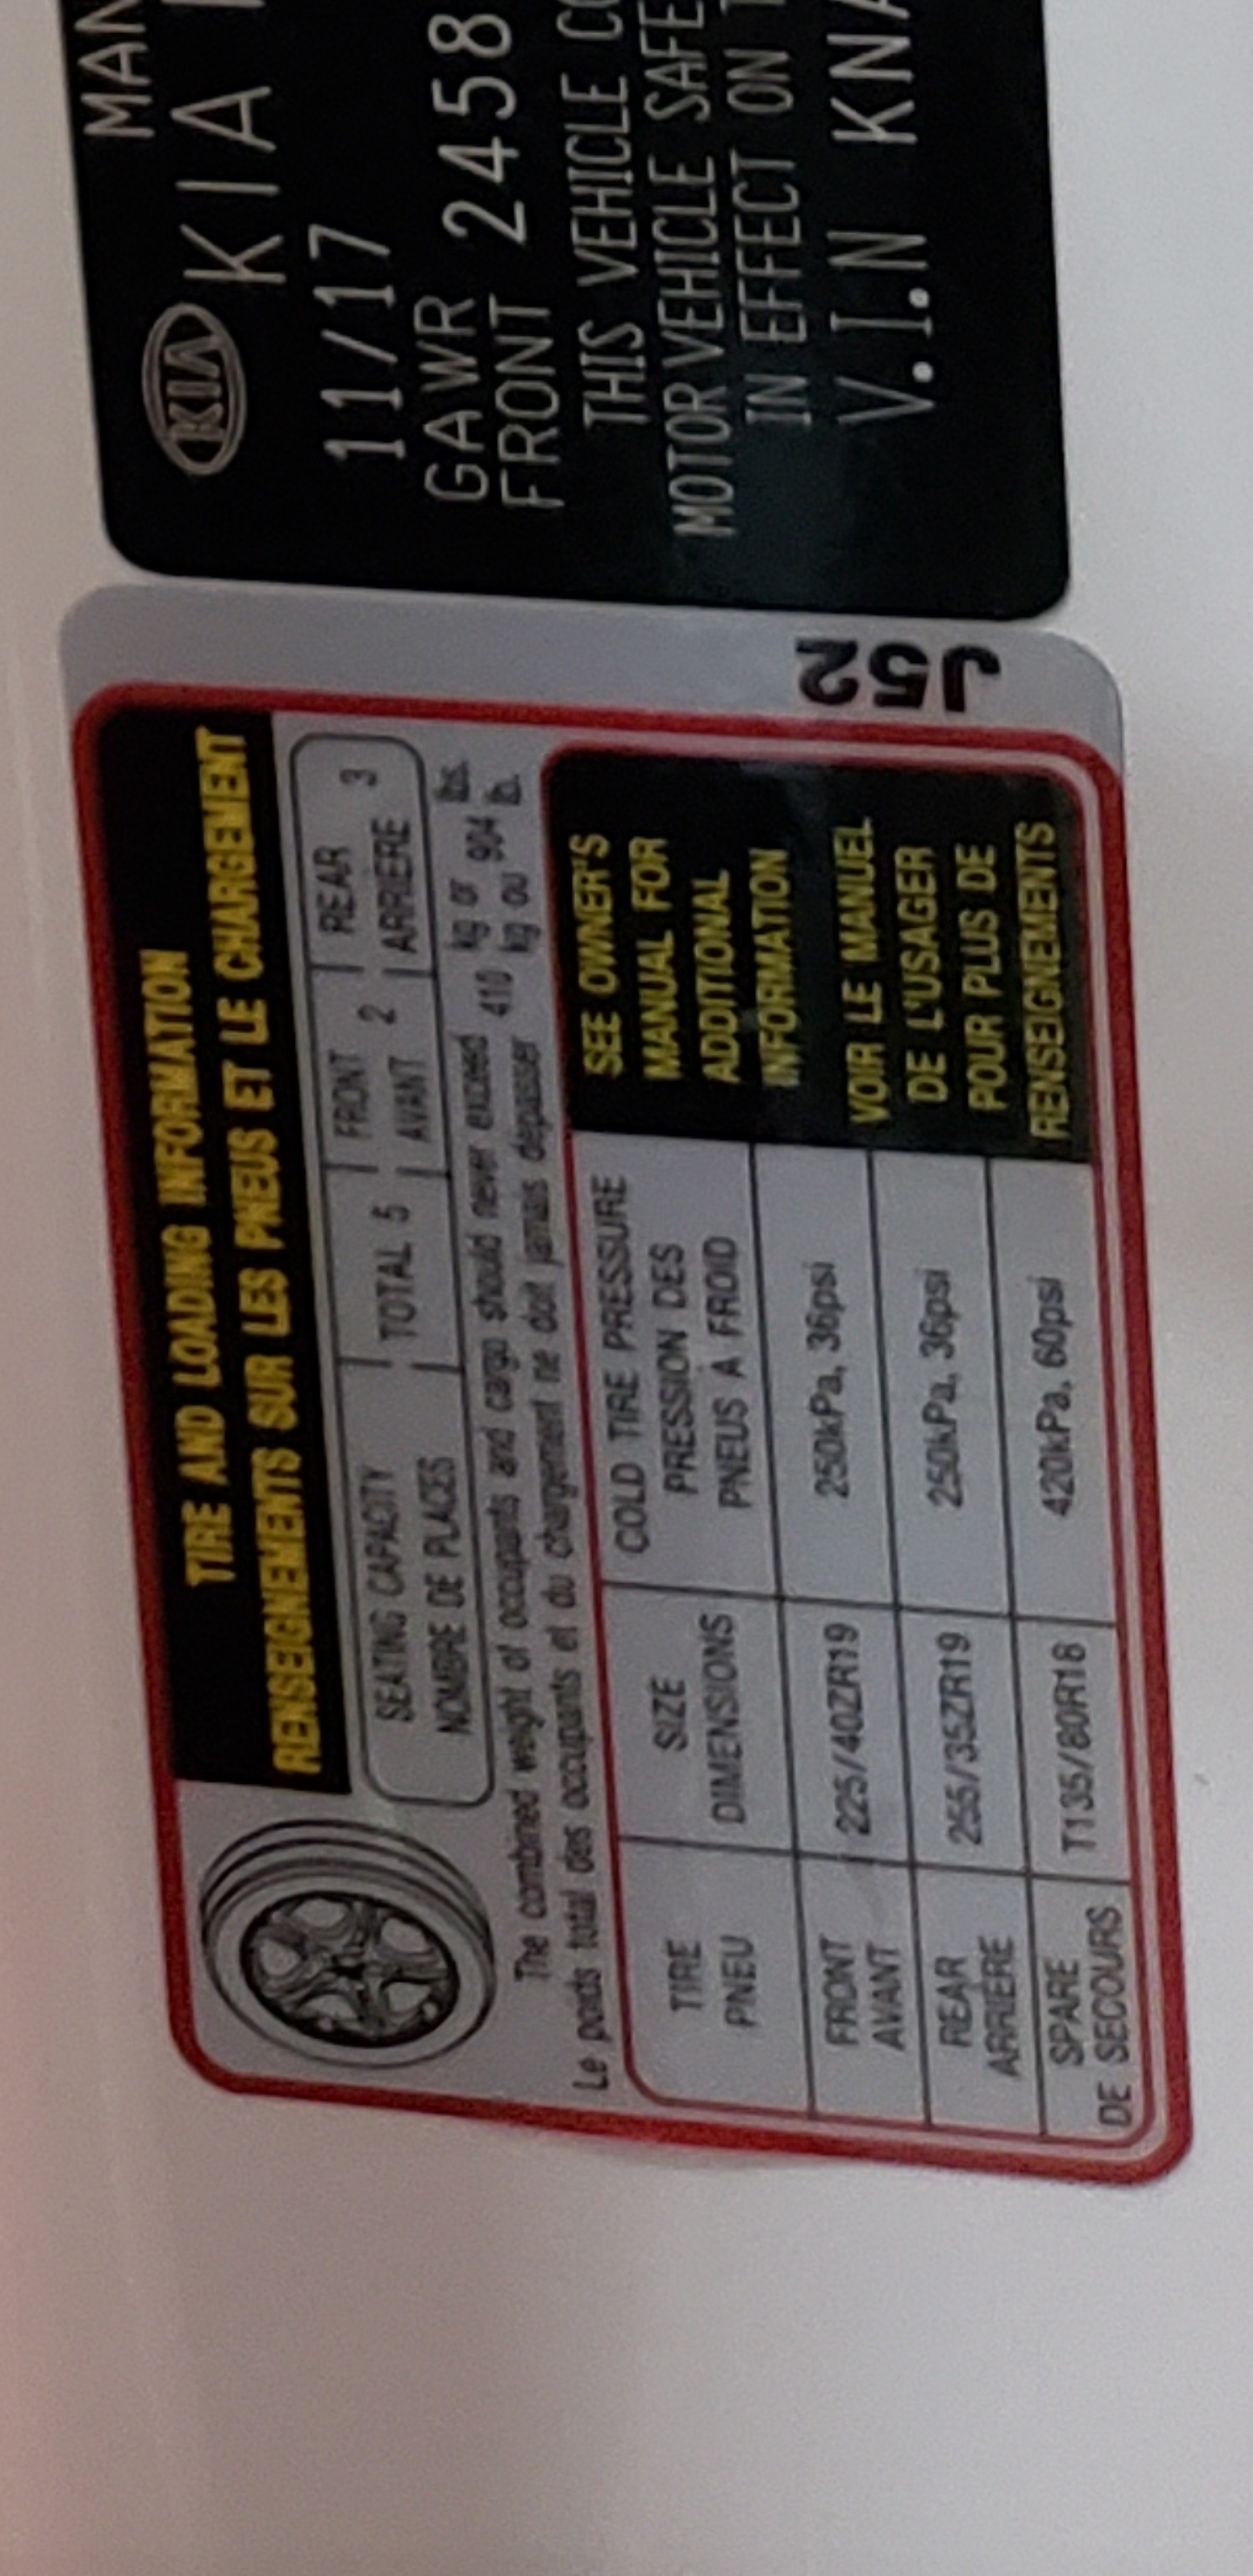 TIRE AND LOADING INFORMATION
RENSEIGNEMENTS SUR LES PNEUS ET LE CHARGEMENT
SEATING CAPACITY
NOMBRE DE PLACES
TOTAL 5
FRONT
AVANT 2
REAR
ARRIERE 3
The combined weight of occupants and cargo should never exceed 410 kg or 904 lbs.
Le poids total des occupants et du chargement ne doit jamais depasser 410 kg ou 904 lb.
TIRE
PNEU
SIZE
DIMENSIONS
COLD TIRE PRESSURE
PRESSION DES
PNEUS À FROID
FRONT
AVANT
225/40ZR19
250kPa, 36psi
REAR
ARRIERE
255/35ZR19
250kPa, 36psi
SPARE
DE SECOURS
T135/80R18
420kPa, 60psi
SEE OWNER'S
MANUAL FOR
ADDITIONAL
INFORMATION
VOIR LE MANUEL
DE L'USAGER
POUR PLUS DE
RENSEIGNEMENTS
J52
MAN
KIA KIA
11/17
GAWR
FRONT 2458
THIS VEHICLE CO
MOTOR VEHICLE SAFE
IN EFFECT ON T
V.I.N KNA